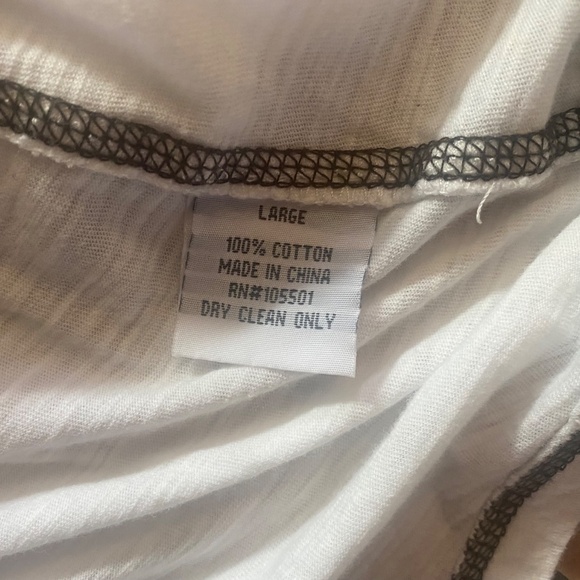 LARGE
100% COTTON
MADE IN CHINA
RN#105501
DRY CLEAN ONLY